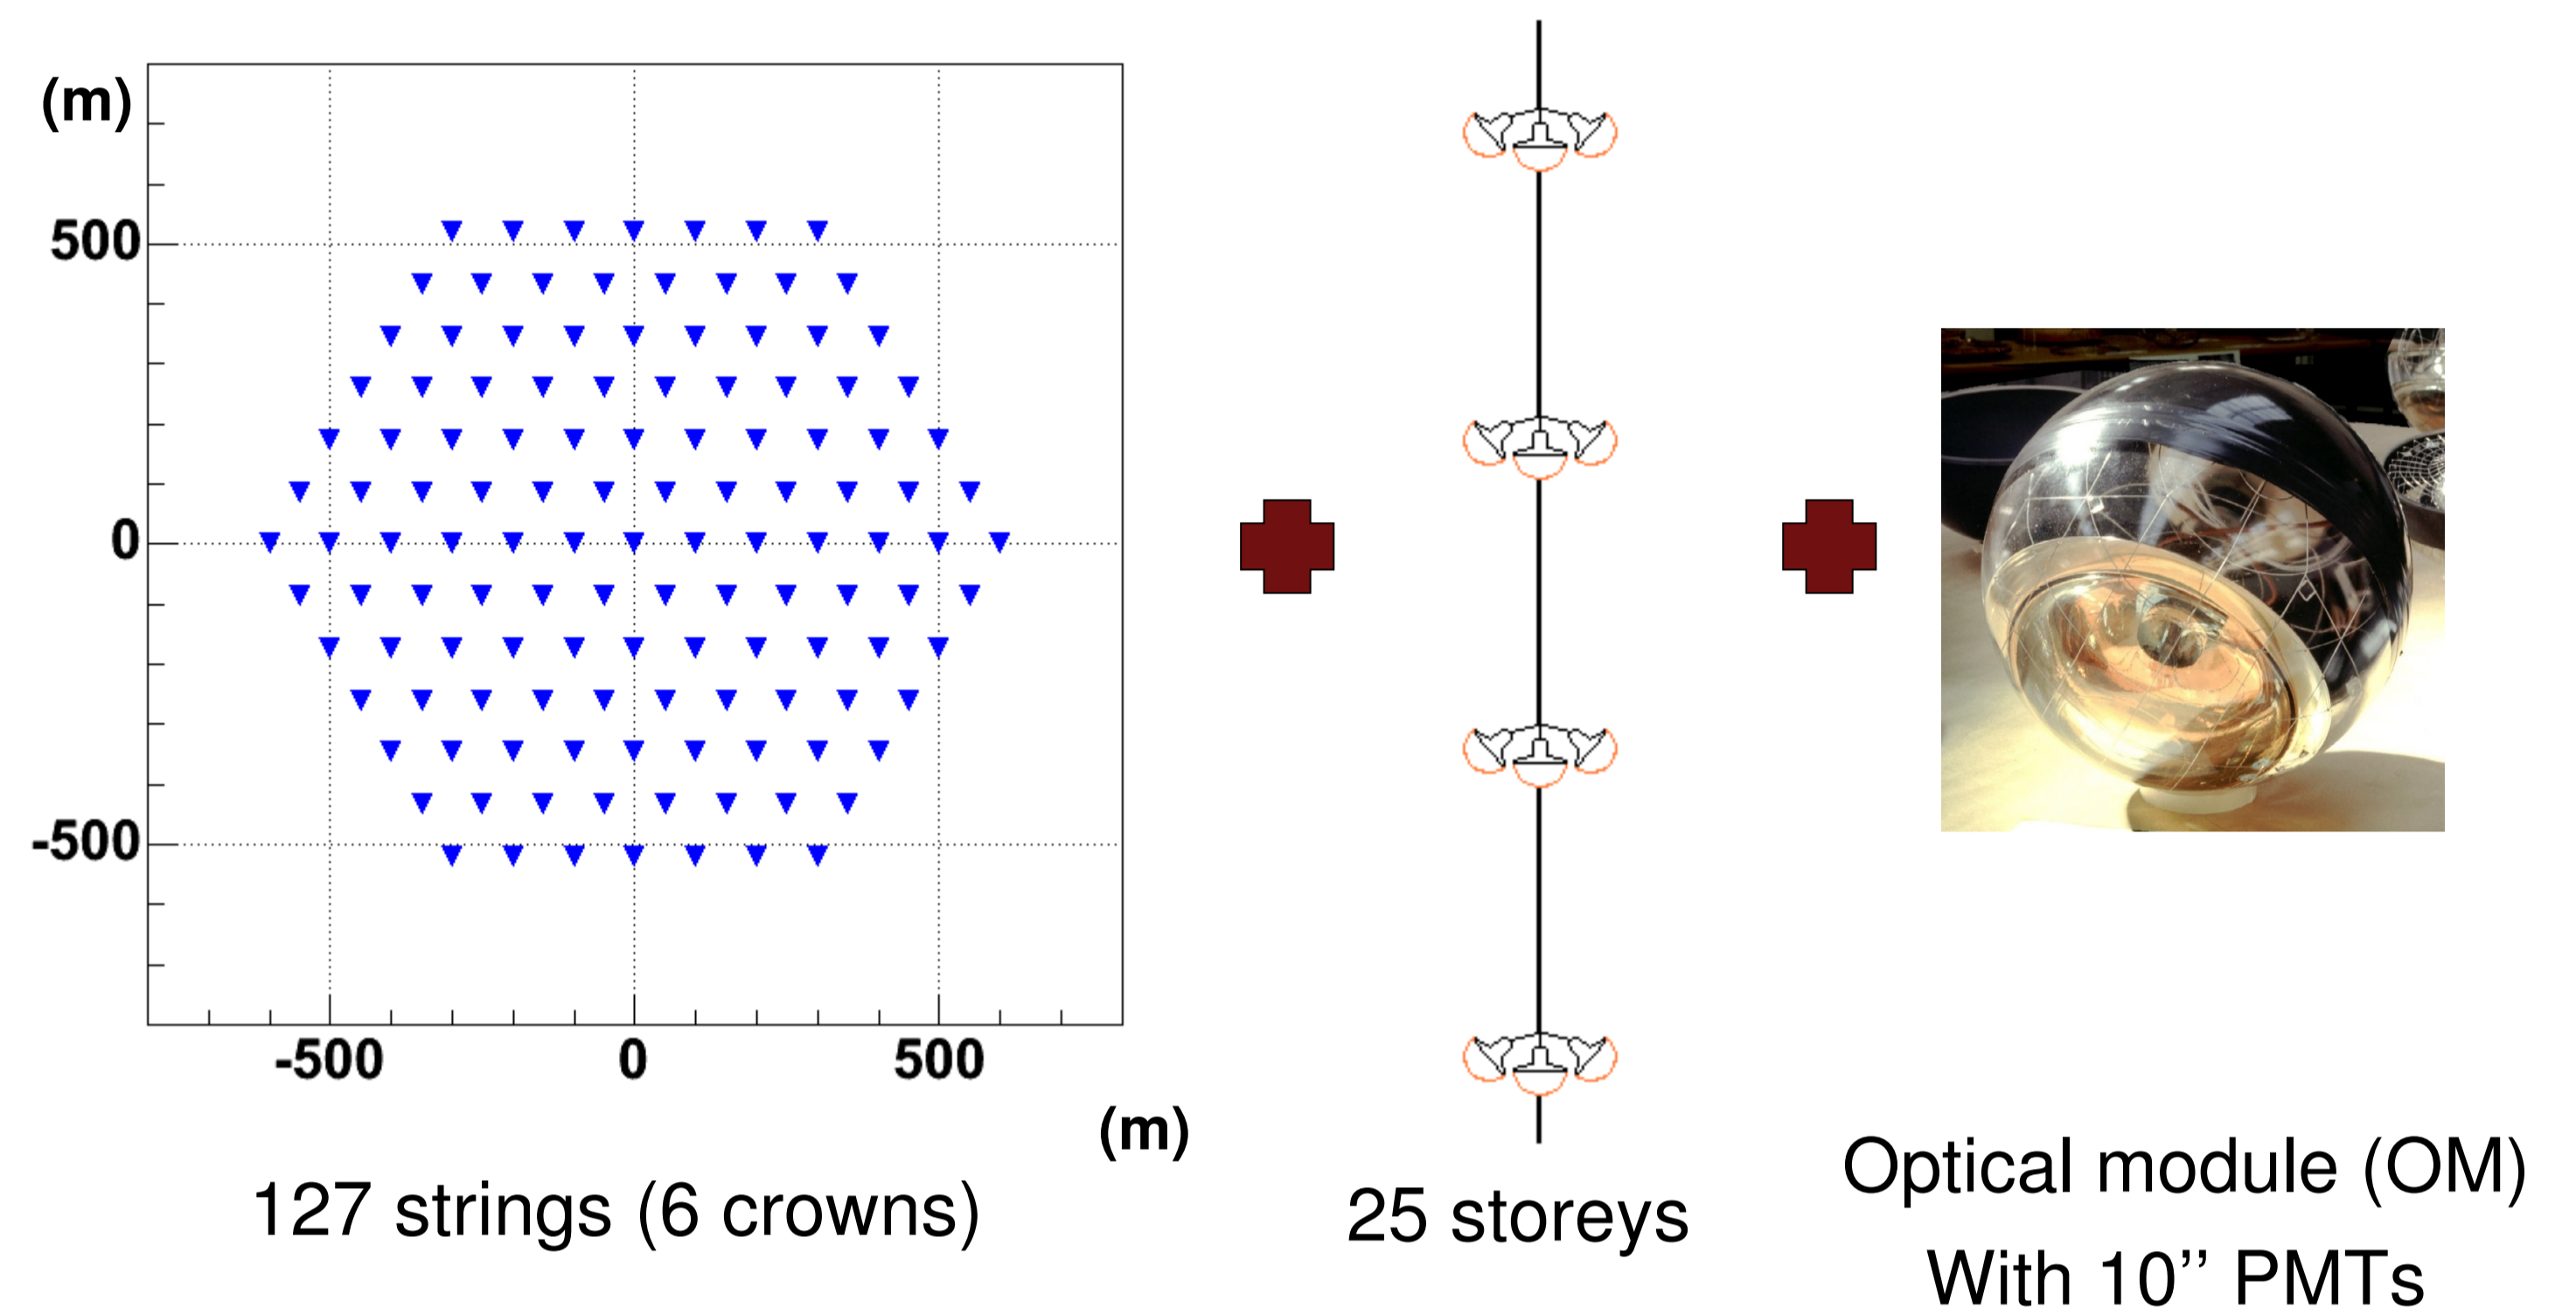 (m)
500
0
-500
-500 0 500
(m)
127 strings (6 crowns)
25 storeys
Optical module (OM)
With 10’’ PMTs